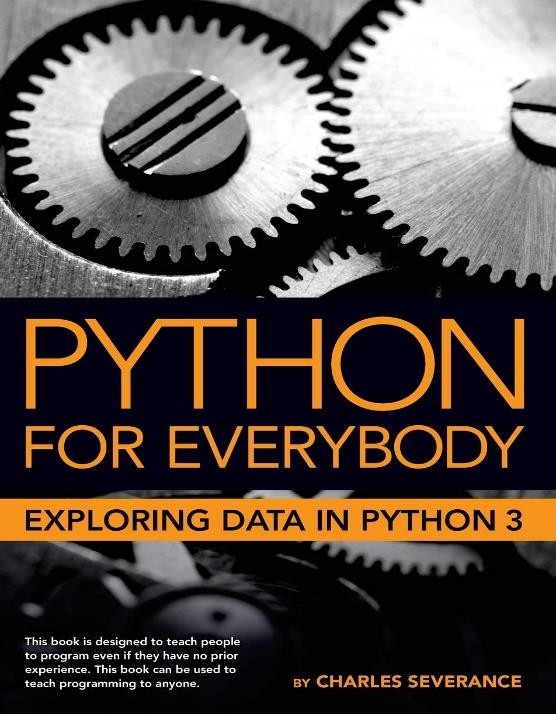 PYTHON
FOR EVERYBODY
EXPLORING DATA IN PYTHON 3
This book is designed to teach people
to program even if they have no prior
experience. This book can be used to
teach programming to anyone.
BY CHARLES SEVERANCE